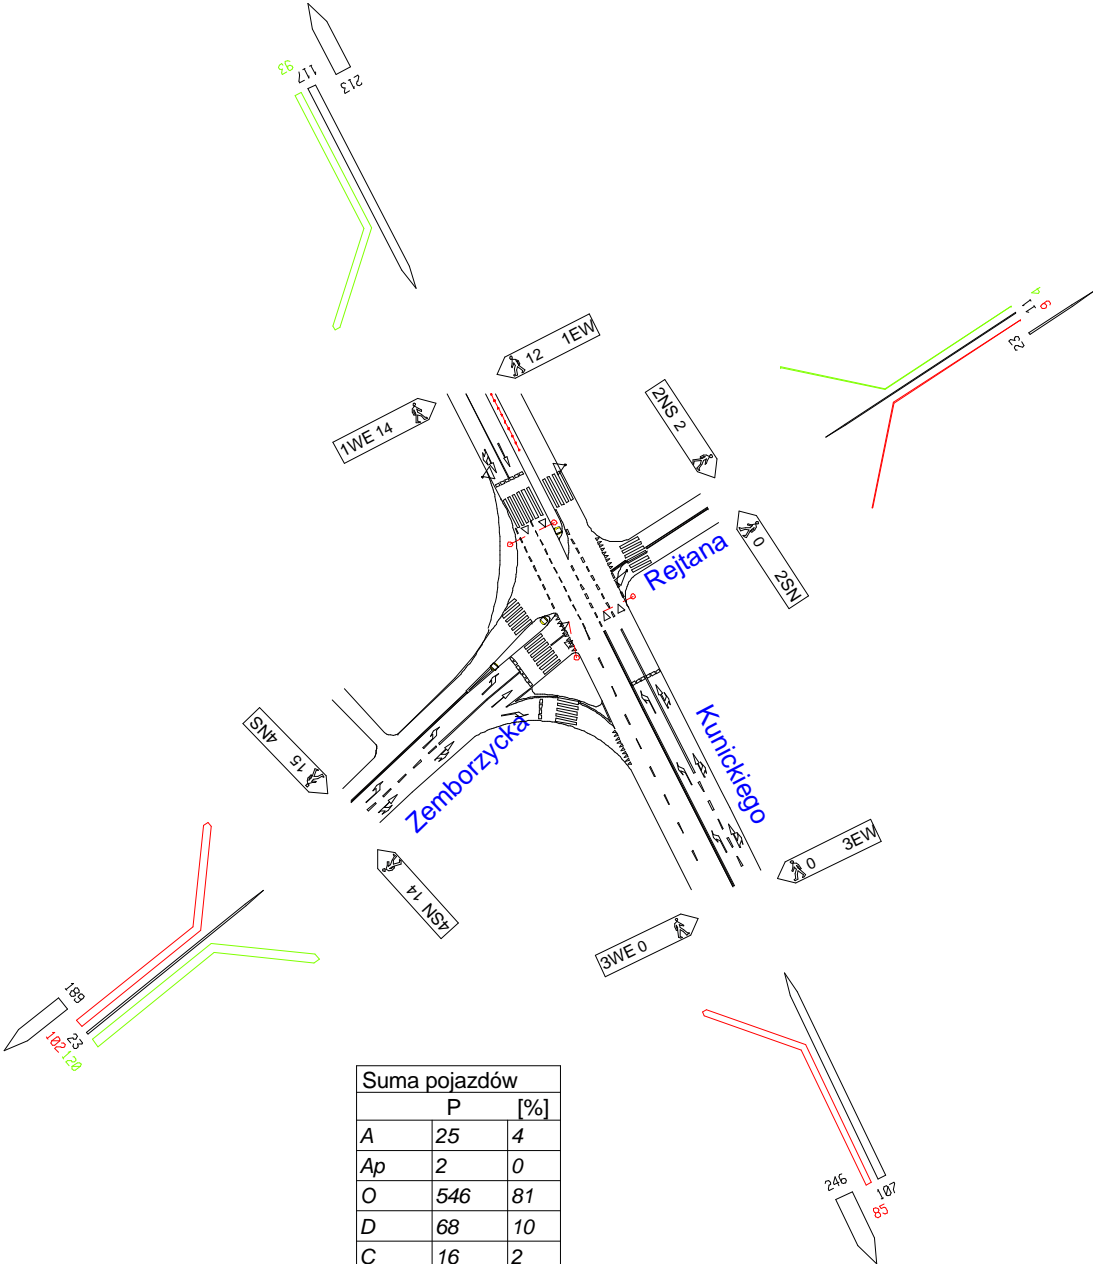 93
117
213
12 1EW
1WE 14
2NS 2
4
11
9
23
0 2SN
Rejtana
Kunickiego
Zemborzycka
15 4NS
4SN 14
0 3EW
3WE 0
189
102
23
120
246
107
85
Suma pojazdów
P [%]
A 25 4
Ap 2 0
O 546 81
D 68 10
C 16 2